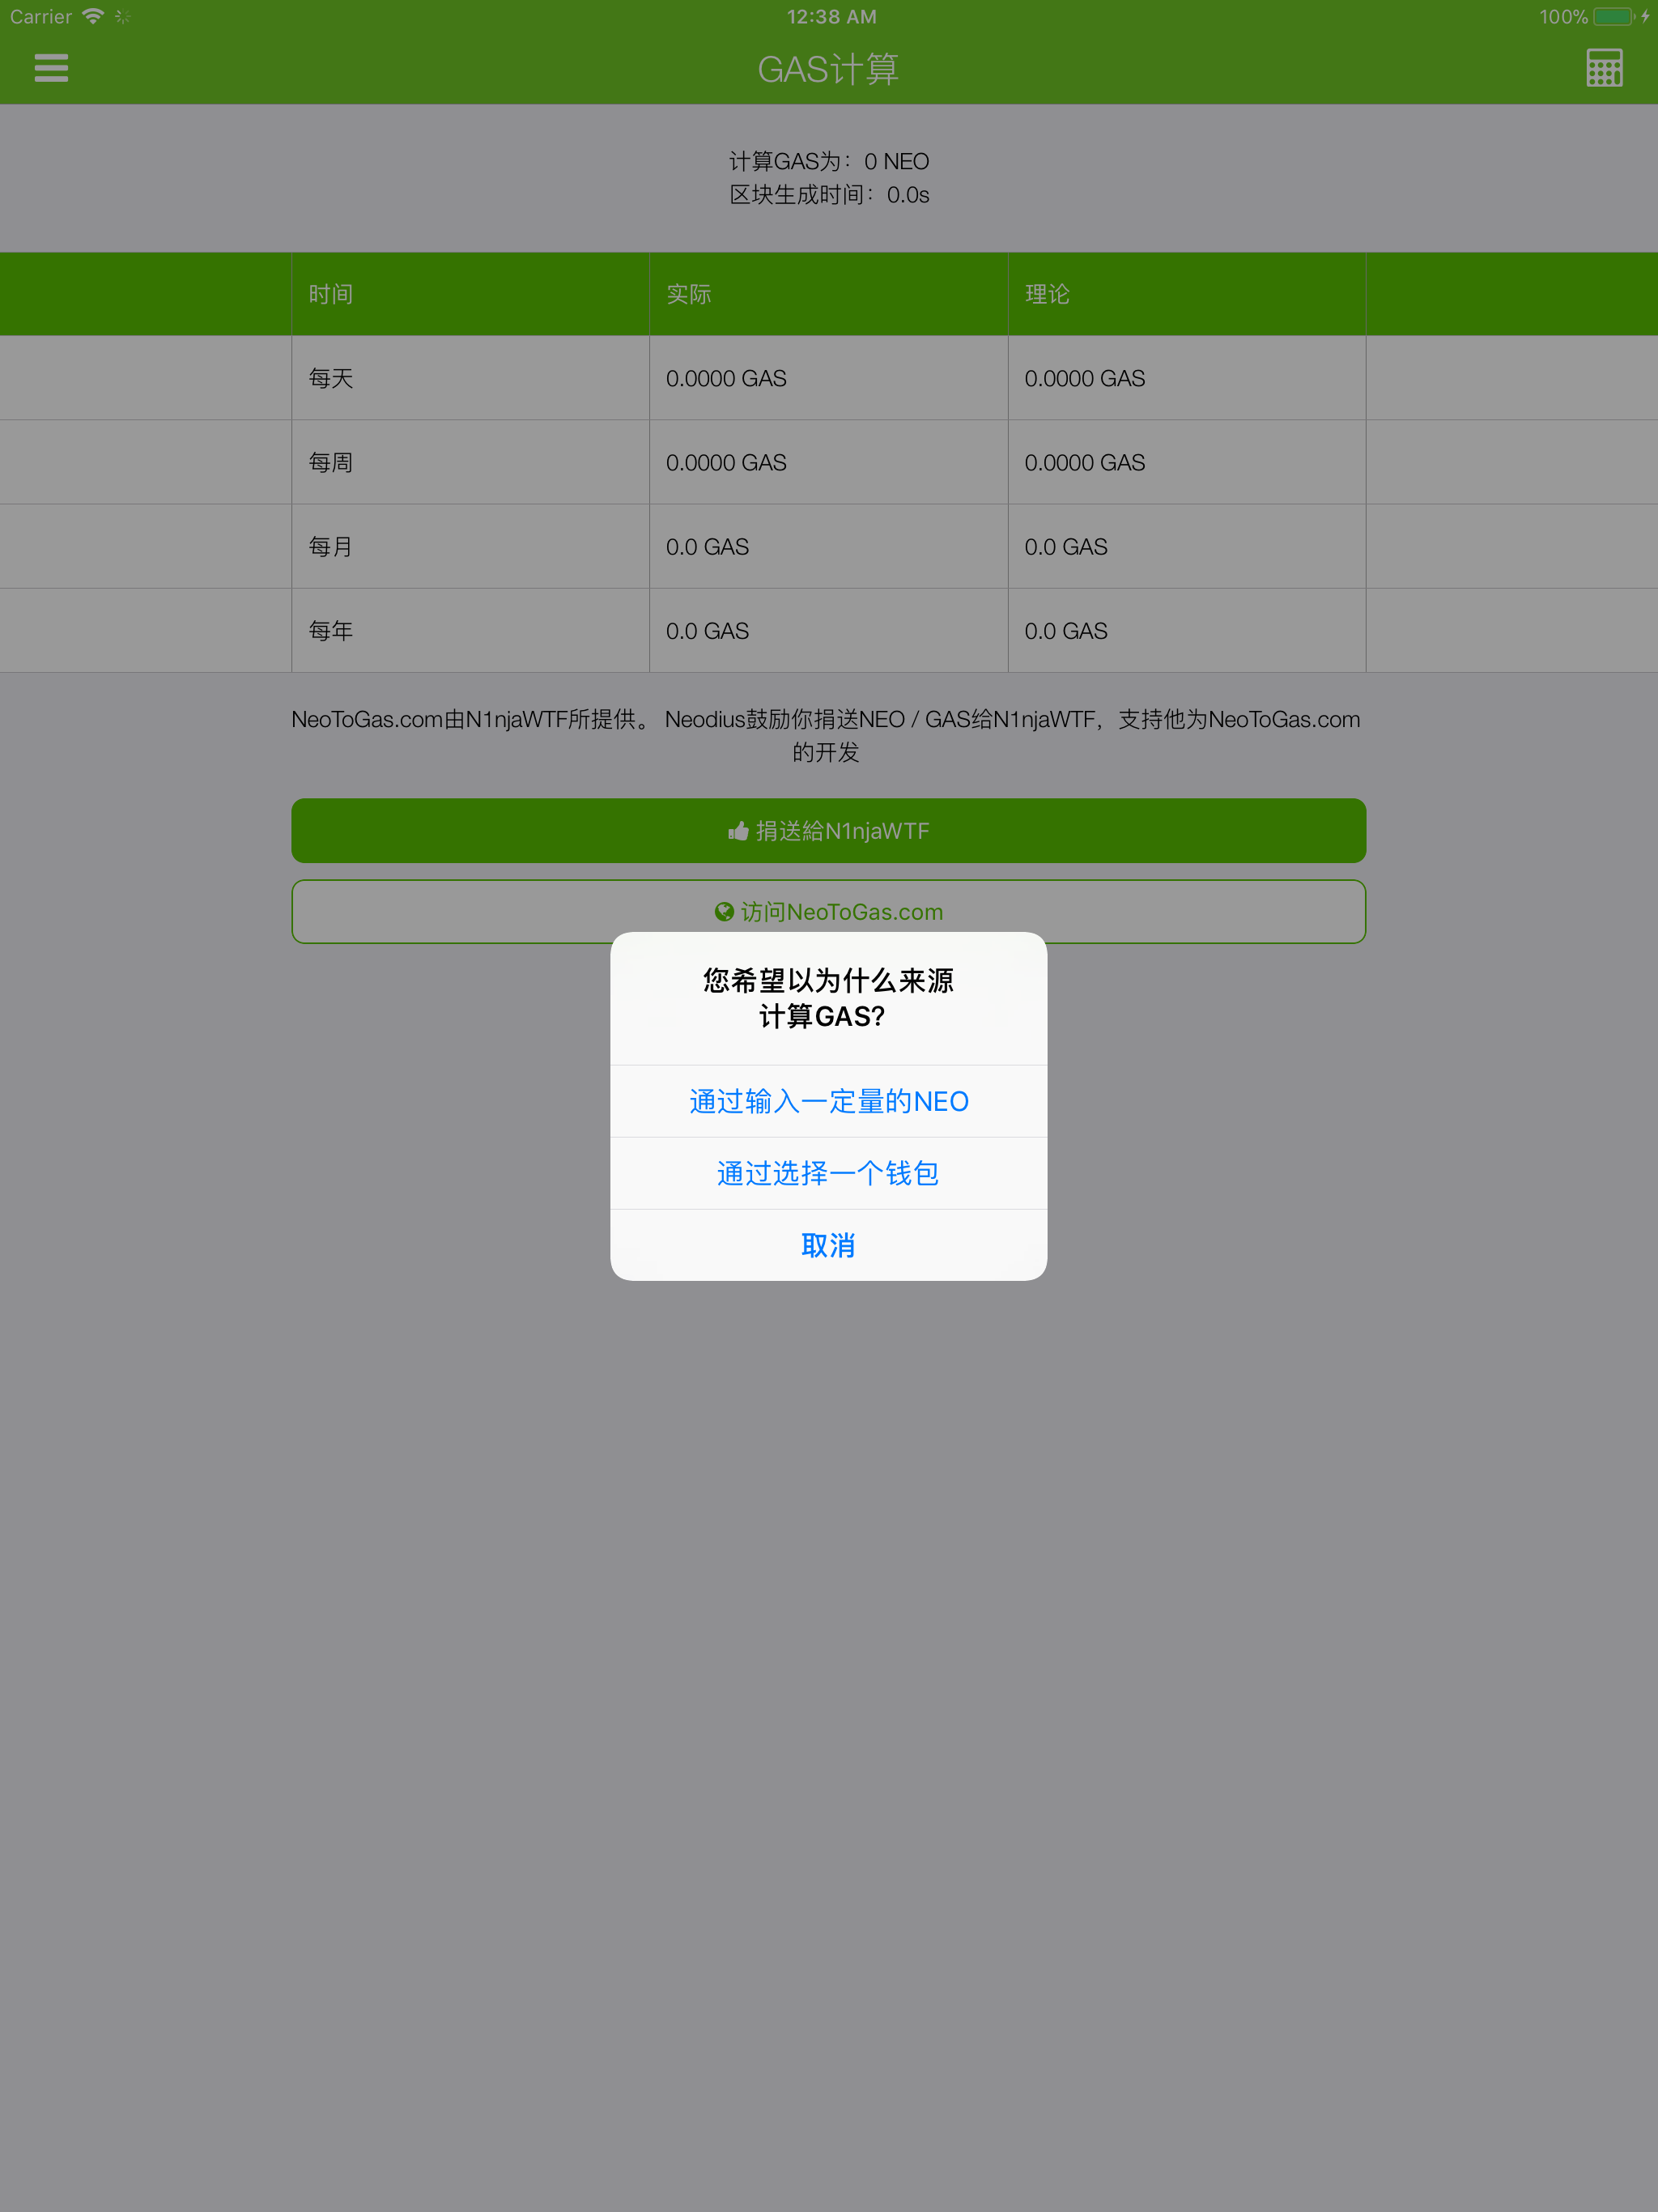 Carrier
12:38 AM
100%
GAS计算
计算GAS为：0 NEO
区块生成时间：0.0s
时间 实际 理论
每天 0.0000 GAS 0.0000 GAS
每周 0.0000 GAS 0.0000 GAS
每月 0.0 GAS 0.0 GAS
每年 0.0 GAS 0.0 GAS
NeoToGas.com由N1njaWTF所提供。 Neodius鼓励你捐送NEO / GAS给N1njaWTF，支持他为NeoToGas.com
的开发
捐送給N1njaWTF
访问NeoToGas.com
您希望以为什么来源
计算GAS?
通过输入一定量的NEO
通过选择一个钱包
取消